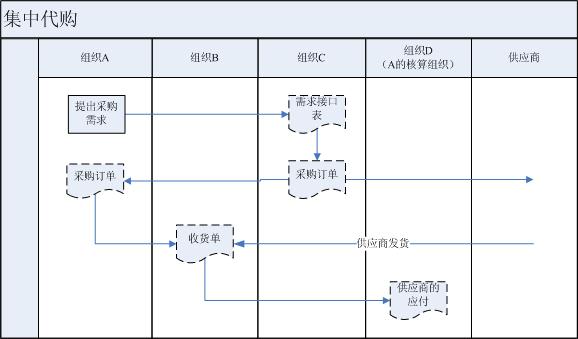 集中代购
组织A
组织B
组织C
组织D
（A的核算组织）
供应商
提出采购
需求
需求接口
表
采购订单
采购订单
收货单
供应商发货
供应商的
应付